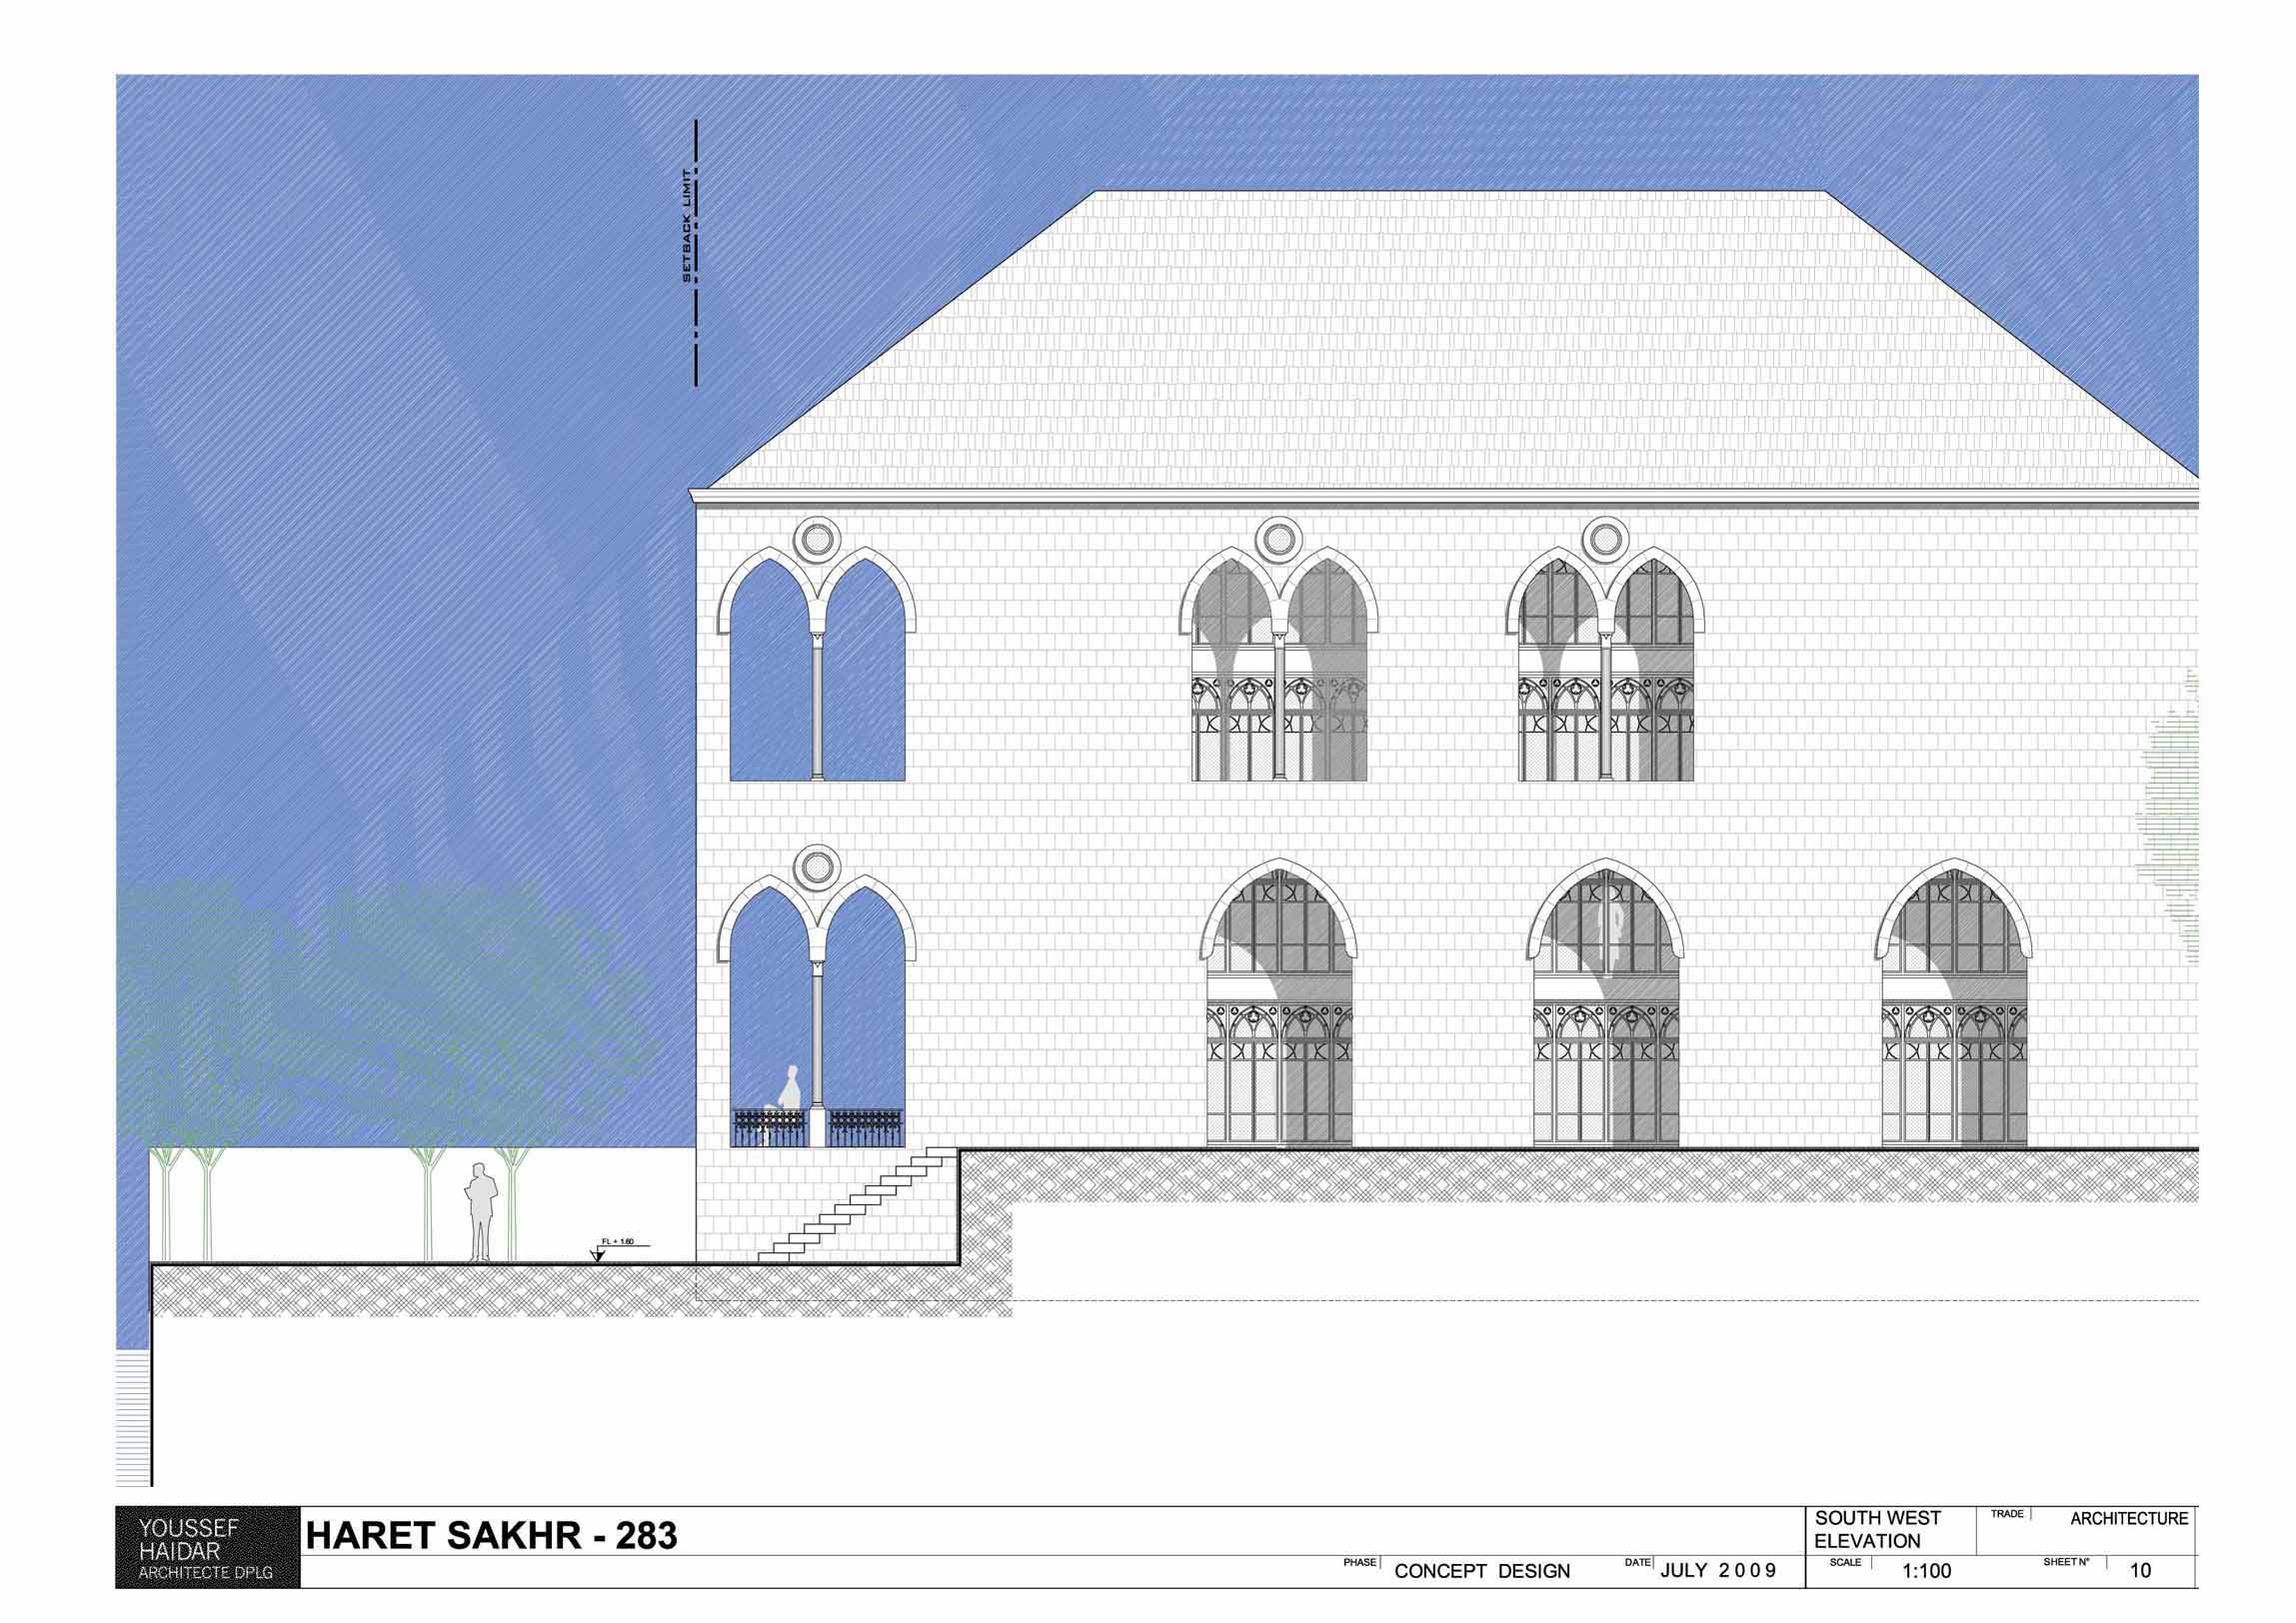 SETBACK LIMIT
FL + 1.60
YOUSSEF
HAIDAR
ARCHITECTE DPLG
HARET SAKHR - 283
PHASE CONCEPT DESIGN
DATE JULY 2009
SOUTH WEST
ELEVATION
TRADE ARCHITECTURE
SCALE 1:100
SHEET N° 10